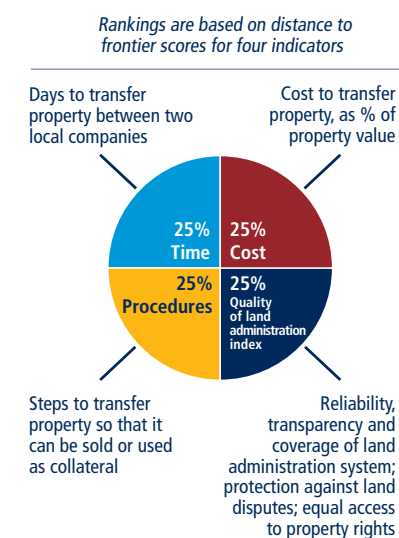 Rankings are based on distance to
frontier scores for four indicators
Days to transfer
property between two
local companies
Cost to transfer
property, as % of
property value
25%
Time
25%
Cost
25%
Procedures
25%
Quality
of land
administration
index
Steps to transfer
property so that it
can be sold or used
as collateral
Reliability,
transparency and
coverage of land
administration system;
protection against land
disputes; equal access
to property rights